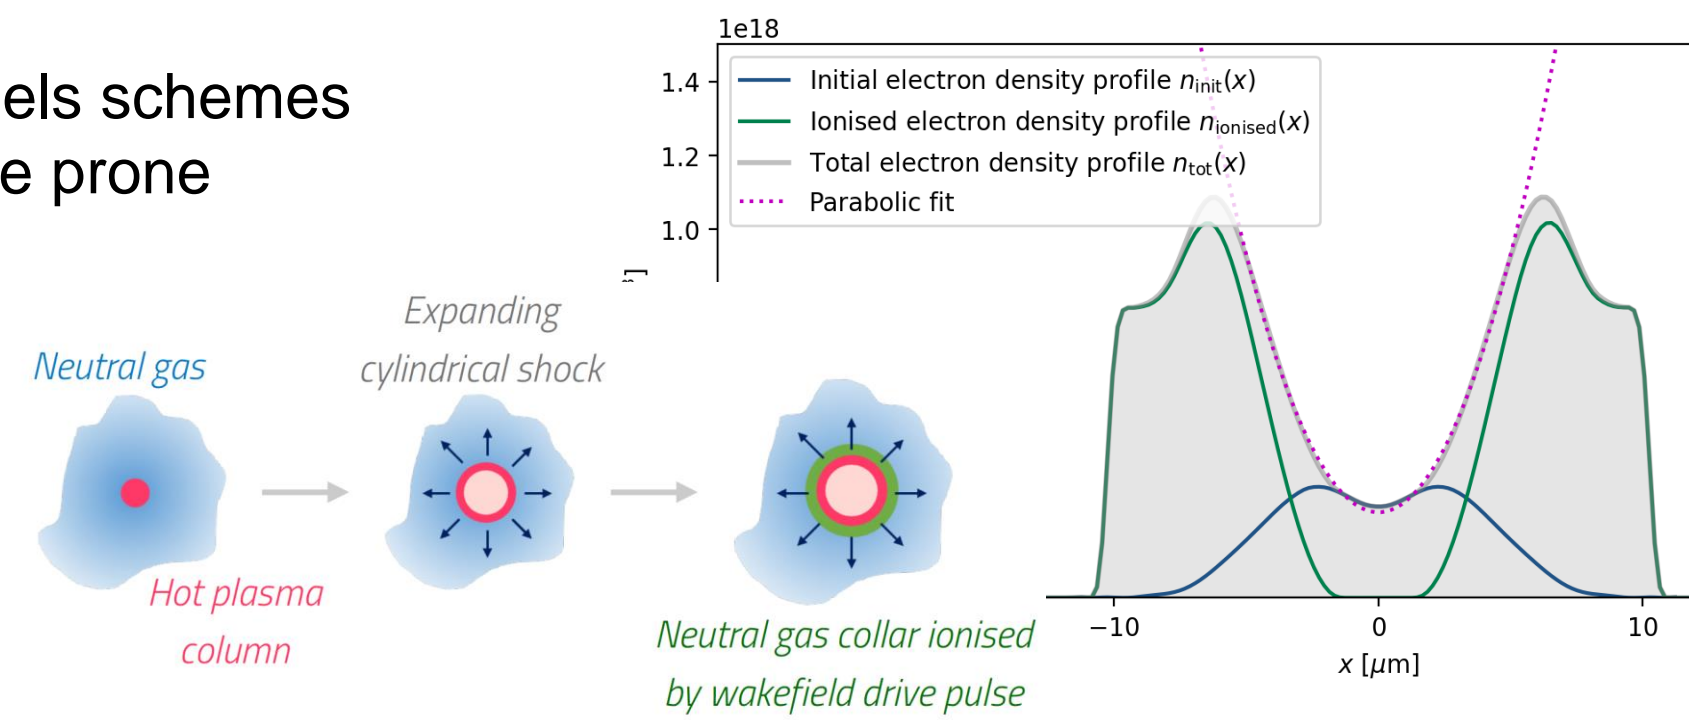 els schemes
e prone
1e18
1.4
1.2
1.0
Initial electron density profile n_init(x)
Ionised electron density profile n_ionised(x)
Total electron density profile n_tot(x)
Parabolic fit
Neutral gas
Hot plasma
column
Expanding
cylindrical shock
Neutral gas collar ionised
by wakefield drive pulse
−10
0
10
x [μm]